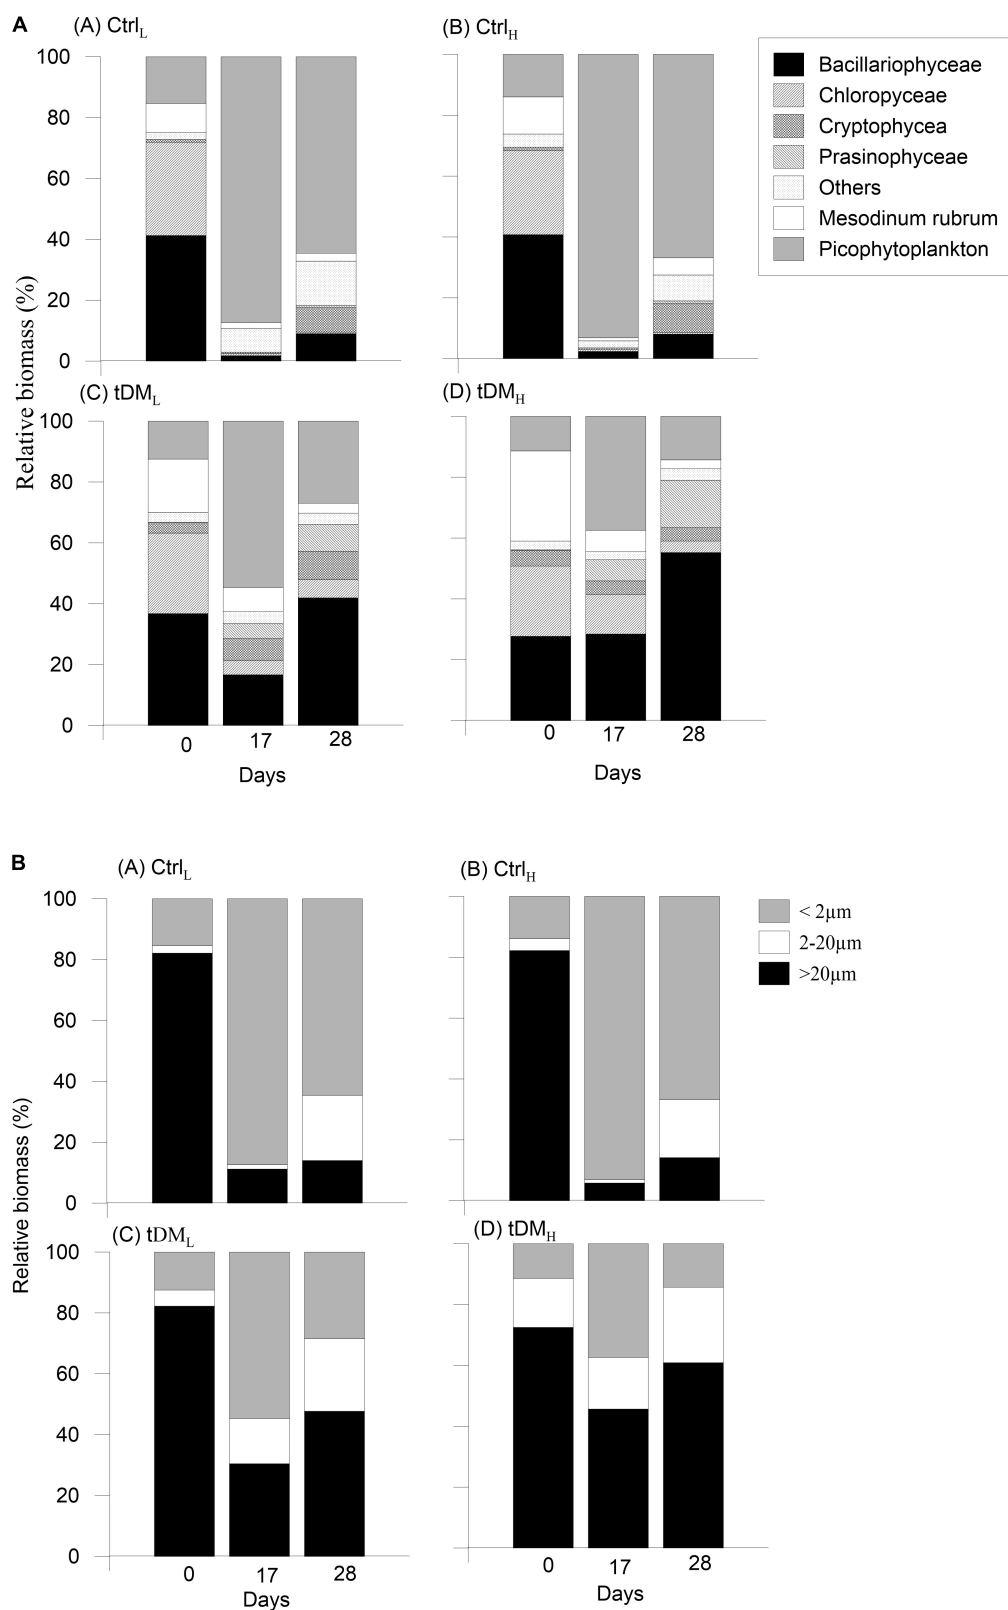 A
(A) CtrlL
(B) CtrlH
Bacillariophyceae
Chloropyceae
Cryptophycea
Prasinophyceae
Others
Mesodinum rubrum
Picophytoplankton
Relative biomass (%)
100
80
60
40
20
0
(C) tDML
(D) tDMH
100
80
60
40
20
0
0 17 28
Days
0 17 28
Days
B
(A) CtrlL
(B) CtrlH
< 2µm
2-20µm
>20µm
Relative biomass (%)
100
80
60
40
20
0
(C) tDML
(D) tDMH
100
80
60
40
20
0
0 17 28
Days
0 17 28
Days